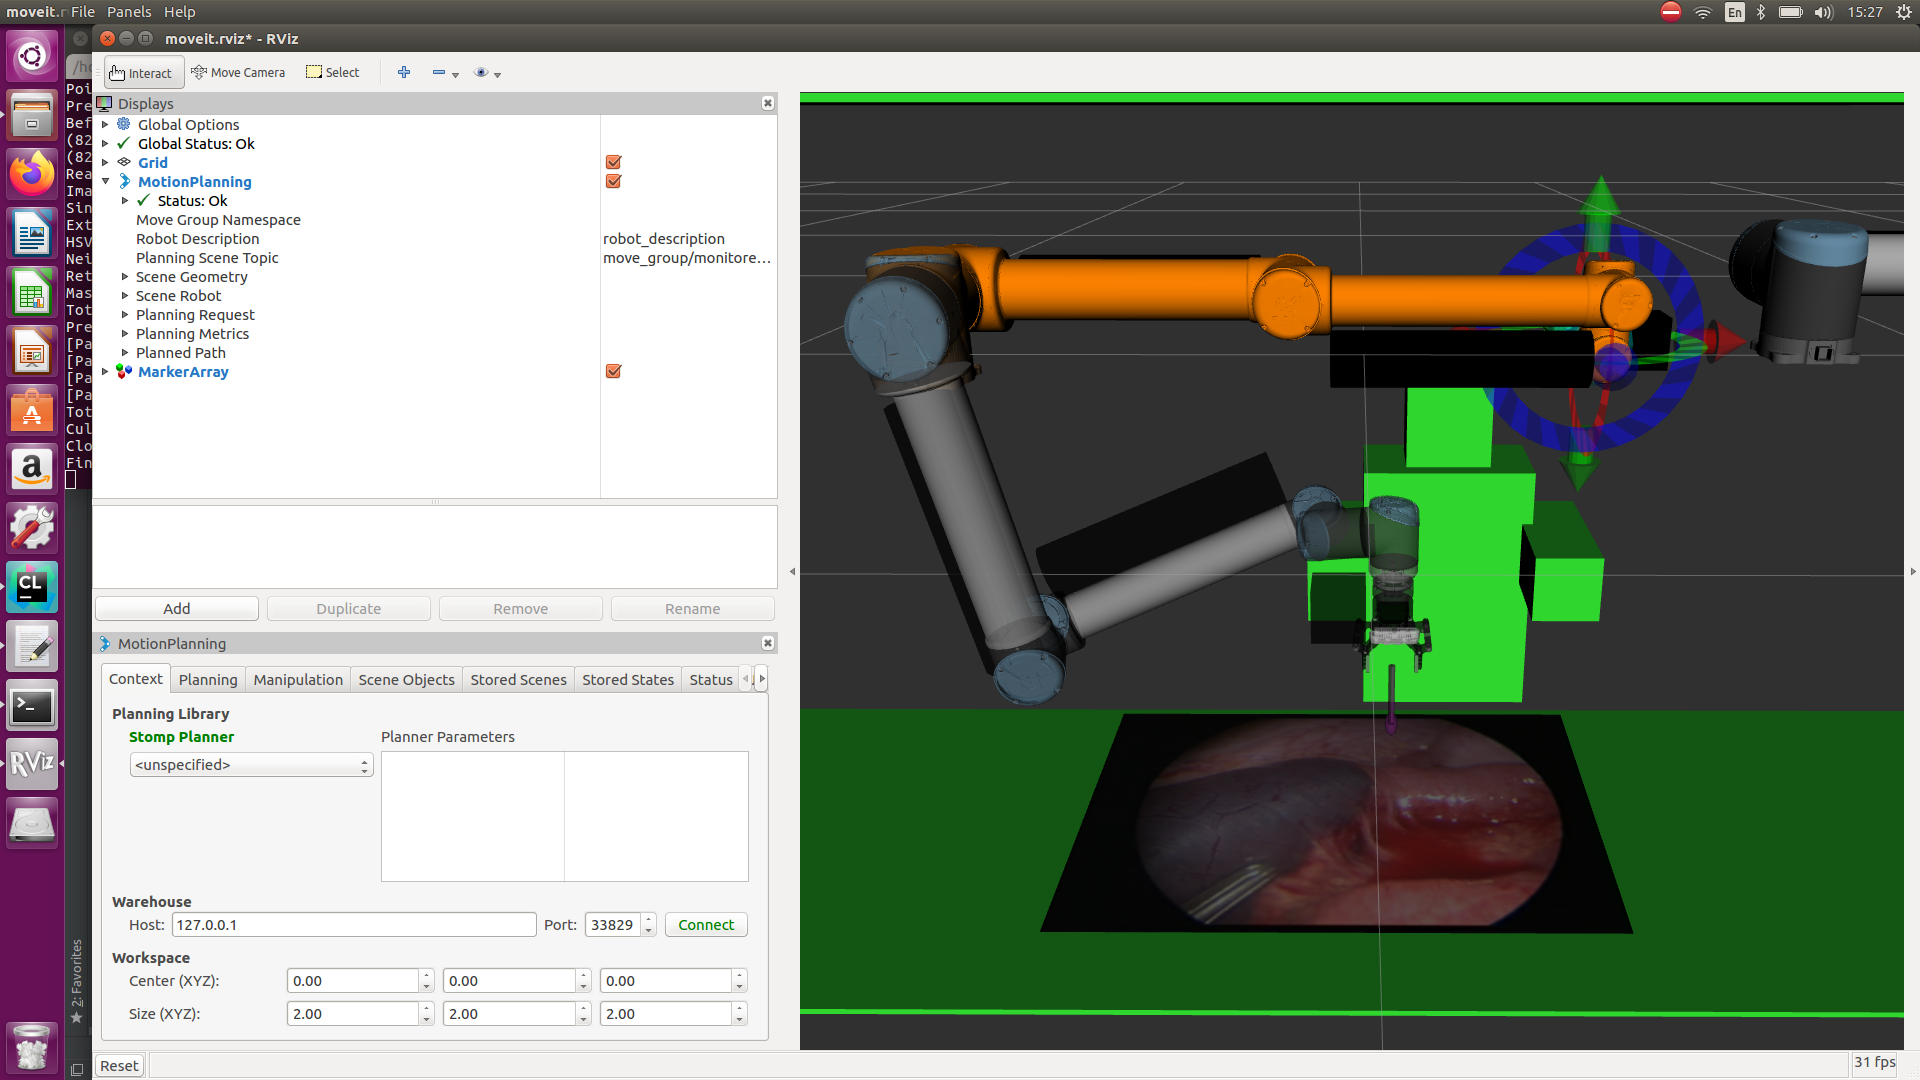 moveit.r File Panels Help
En 15:27
moveit.rviz* - RViz
/h
Interact Move Camera Select
Displays
Global Options
Global Status: Ok
Grid
MotionPlanning
Status: Ok
Move Group Namespace
Robot Description robot_description
Planning Scene Topic move_group/monitore...
Scene Geometry
Scene Robot
Planning Request
Planning Metrics
Planned Path
MarkerArray
Poi
Pre
Bef
(82
(82
Rea
Ima
Sin
Ext
HSV
Nei
Ret
Mas
Tot
Pre
[Pa
[Pa
[Pa
[Pa
Tot
Cul
Clo
Fin
Add Duplicate Remove Rename
MotionPlanning
Context Planning Manipulation Scene Objects Stored Scenes Stored States Status
Planning Library
Stomp Planner Planner Parameters
<unspecified>
Warehouse
Host: 127.0.0.1 Port: 33829 Connect
Workspace
Center (XYZ): 0.00 0.00 0.00
Size (XYZ): 2.00 2.00 2.00
Reset 31 fps
2: Favorites
CL
RViz